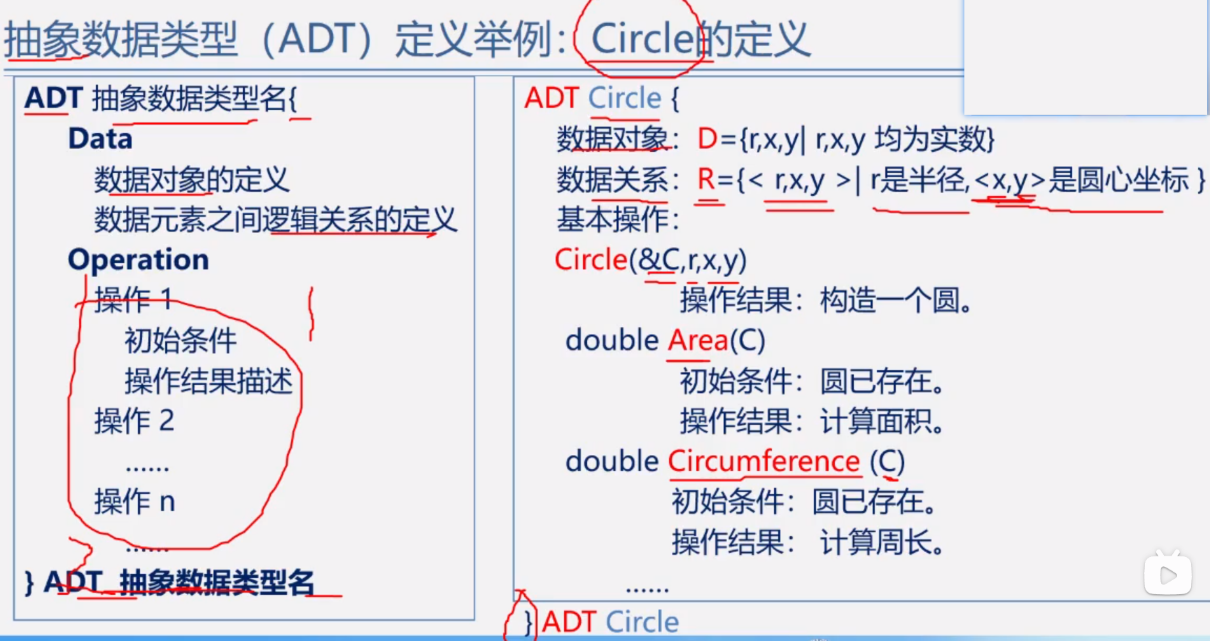 抽象数据类型（ADT）定义举例：Circle的定义
ADT 抽象数据类型名{
Data
数据对象的定义
数据元素之间逻辑关系的定义
Operation
操作 1
初始条件
操作结果描述
操作 2
……
操作 n
……
} ADT 抽象数据类型名
ADT Circle {
数据对象：D={r,x,y| r,x,y 均为实数}
数据关系：R={< r,x,y >| r是半径,<x,y>是圆心坐标 }
基本操作：
Circle(&C,r,x,y)
操作结果：构造一个圆。
double Area(C)
初始条件：圆已存在。
操作结果：计算面积。
double Circumference (C)
初始条件：圆已存在。
操作结果： 计算周长。
……
} ADT Circle